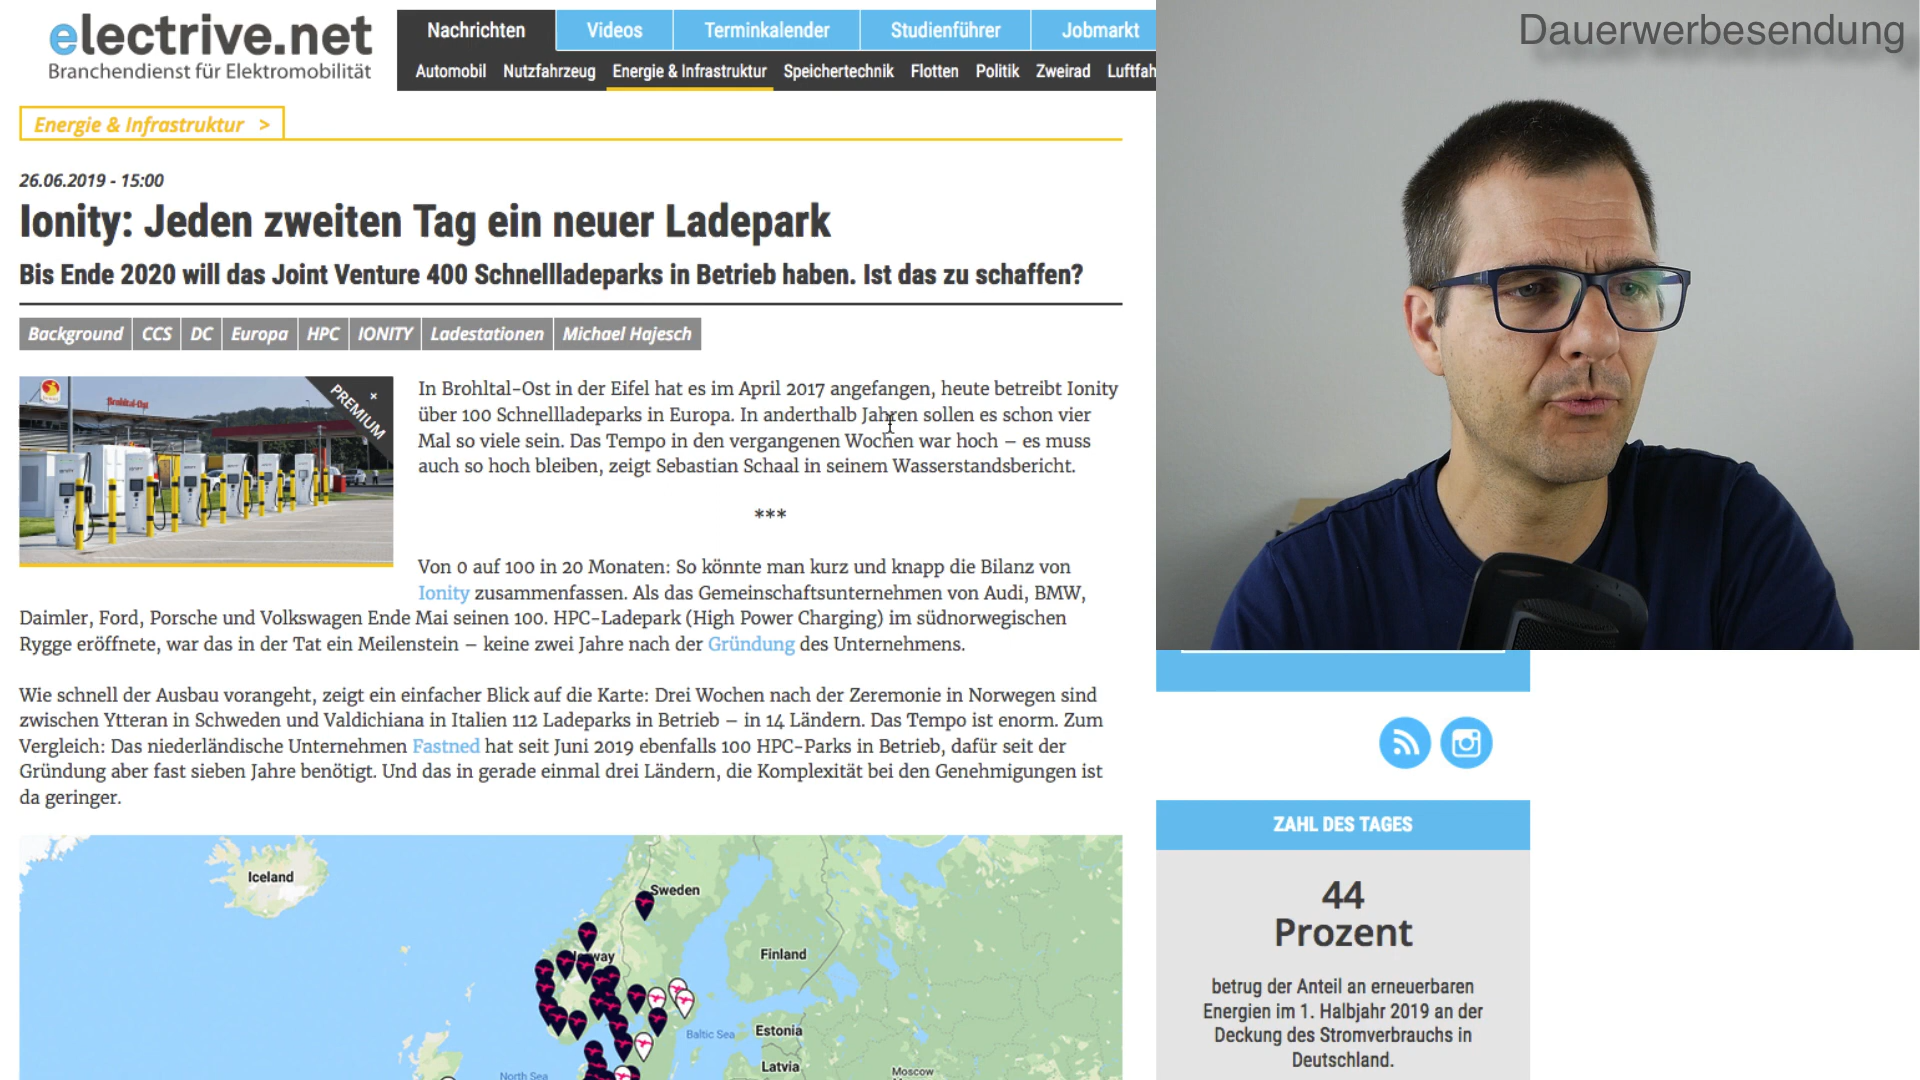 electrive.net
Branchendienst für Elektromobilität
Nachrichten
Videos
Terminkalender
Studienführer
Jobmarkt
Automobil
Nutzfahrzeug
Energie & Infrastruktur
Speichertechnik
Flotten
Politik
Zweirad
Luftfah
Dauerwerbesendung
Energie & Infrastruktur >
26.06.2019 - 15:00
Ionity: Jeden zweiten Tag ein neuer Ladepark
Bis Ende 2020 will das Joint Venture 400 Schnellladeparks in Betrieb haben. Ist das zu schaffen?
Background
CCS
DC
Europa
HPC
IONITY
Ladestationen
Michael Hajesch
Brohltal-Ost
PREMIUM
In Brohltal-Ost in der Eifel hat es im April 2017 angefangen, heute betreibt Ionity
über 100 Schnellladeparks in Europa. In anderthalb Jahren sollen es schon vier
Mal so viele sein. Das Tempo in den vergangenen Wochen war hoch – es muss
auch so hoch bleiben, zeigt Sebastian Schaal in seinem Wasserstandsbericht.
***
Von 0 auf 100 in 20 Monaten: So könnte man kurz und knapp die Bilanz von
Ionity zusammenfassen. Als das Gemeinschaftsunternehmen von Audi, BMW,
Daimler, Ford, Porsche und Volkswagen Ende Mai seinen 100. HPC-Ladepark (High Power Charging) im südnorwegischen
Rygge eröffnete, war das in der Tat ein Meilenstein – keine zwei Jahre nach der Gründung des Unternehmens.
Wie schnell der Ausbau vorangeht, zeigt ein einfacher Blick auf die Karte: Drei Wochen nach der Zeremonie in Norwegen sind
zwischen Ytteran in Schweden und Valdichiana in Italien 112 Ladeparks in Betrieb – in 14 Ländern. Das Tempo ist enorm. Zum
Vergleich: Das niederländische Unternehmen Fastned hat seit Juni 2019 ebenfalls 100 HPC-Parks in Betrieb, dafür seit der
Gründung aber fast sieben Jahre benötigt. Und das in gerade einmal drei Ländern, die Komplexität bei den Genehmigungen ist
da geringer.
Iceland
Sweden
Norway
Finland
Baltic Sea
Estonia
Latvia
North Sea
Moscow
ZAHL DES TAGES
44
Prozent
betrug der Anteil an erneuerbaren
Energien im 1. Halbjahr 2019 an der
Deckung des Stromverbrauchs in
Deutschland.